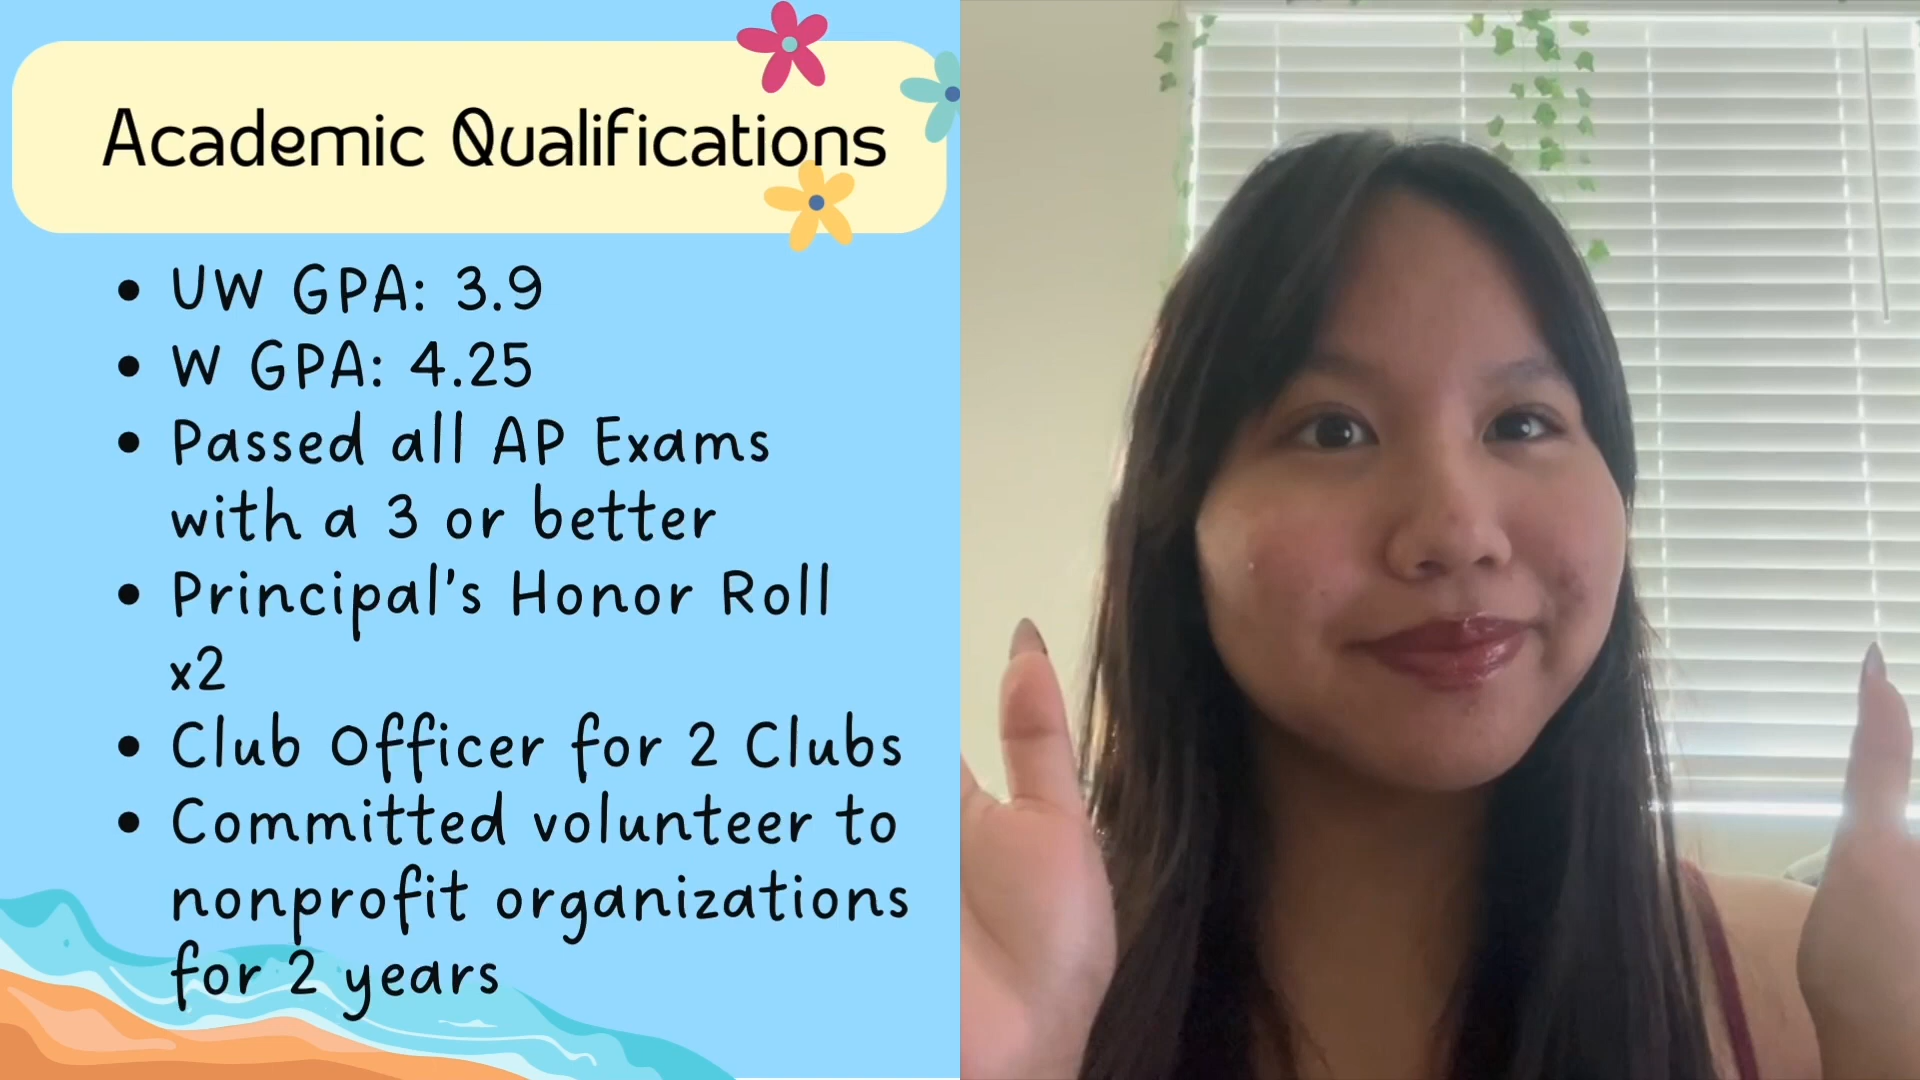 Academic Qualifications
• UW GPA: 3.9
• W GPA: 4.25
• Passed all AP Exams
with a 3 or better
• Principal's Honor Roll
x2
• Club Officer for 2 Clubs
• Committed volunteer to
nonprofit organizations
for 2 years